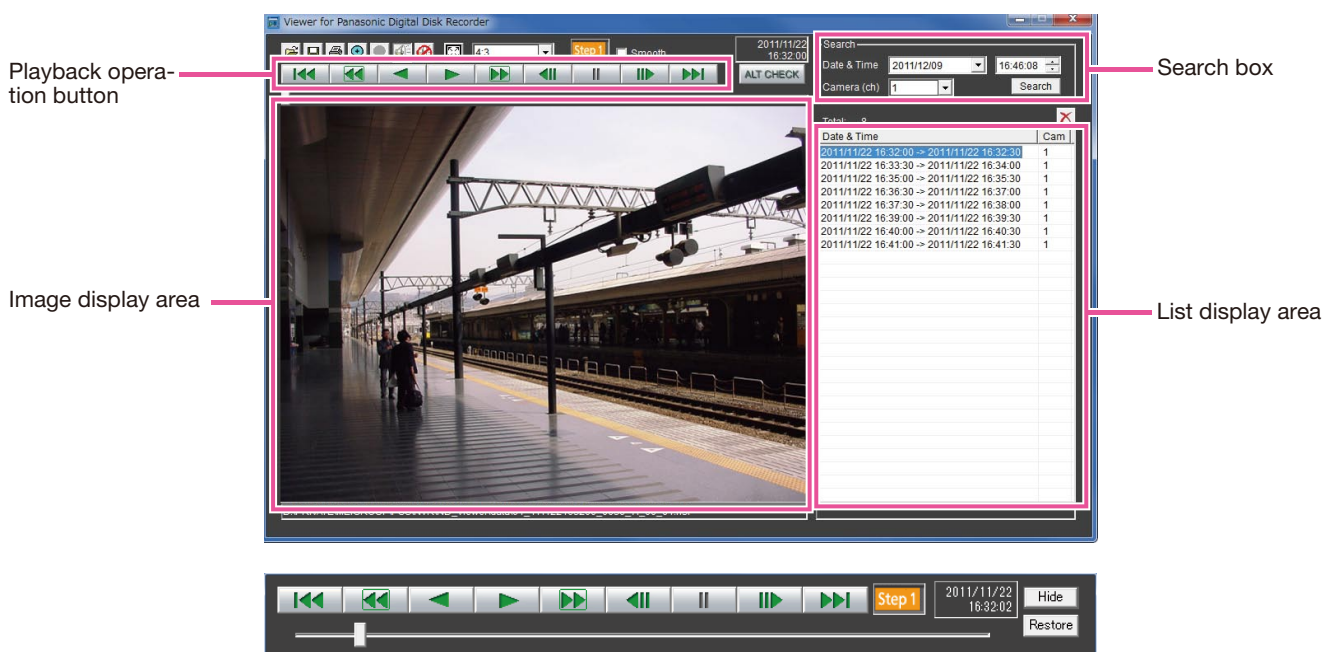 Viewer for Panasonic Digital Disk Recorder
4:3
Step 1
Smooth
2011/11/22
16:32:00
ALT CHECK
Playback opera-
tion button
Search
Date & Time 2011/12/09 16:46:08
Camera (ch) 1 Search
Search box
Total: 8
Date & Time Cam
2011/11/22 16:32:00 -> 2011/11/22 16:32:30 1
2011/11/22 16:33:30 -> 2011/11/22 16:34:00 1
2011/11/22 16:35:00 -> 2011/11/22 16:35:30 1
2011/11/22 16:36:30 -> 2011/11/22 16:37:00 1
2011/11/22 16:37:30 -> 2011/11/22 16:38:00 1
2011/11/22 16:39:00 -> 2011/11/22 16:39:30 1
2011/11/22 16:40:00 -> 2011/11/22 16:40:30 1
2011/11/22 16:41:00 -> 2011/11/22 16:41:30 1
Image display area
List display area
Step 1
2011/11/22
16:32:02
Hide
Restore